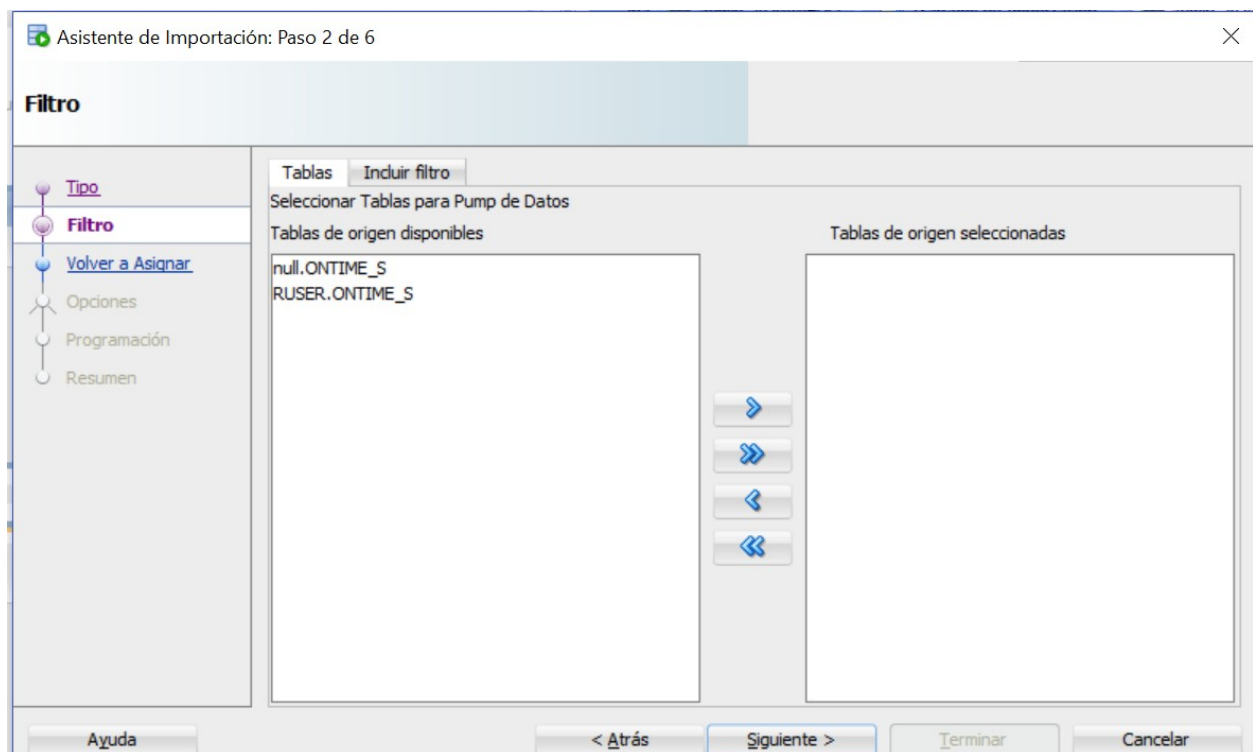 Asistente de Importación: Paso 2 de 6
Filtro
Tipo
Filtro
Volver a Asignar
Opciones
Programación
Resumen
Tablas Incluir filtro
Seleccionar Tablas para Pump de Datos
Tablas de origen disponibles Tablas de origen seleccionadas
null.ONTIME_S
RUSER.ONTIME_S
Ayuda < Atrás Siguiente > Terminar Cancelar